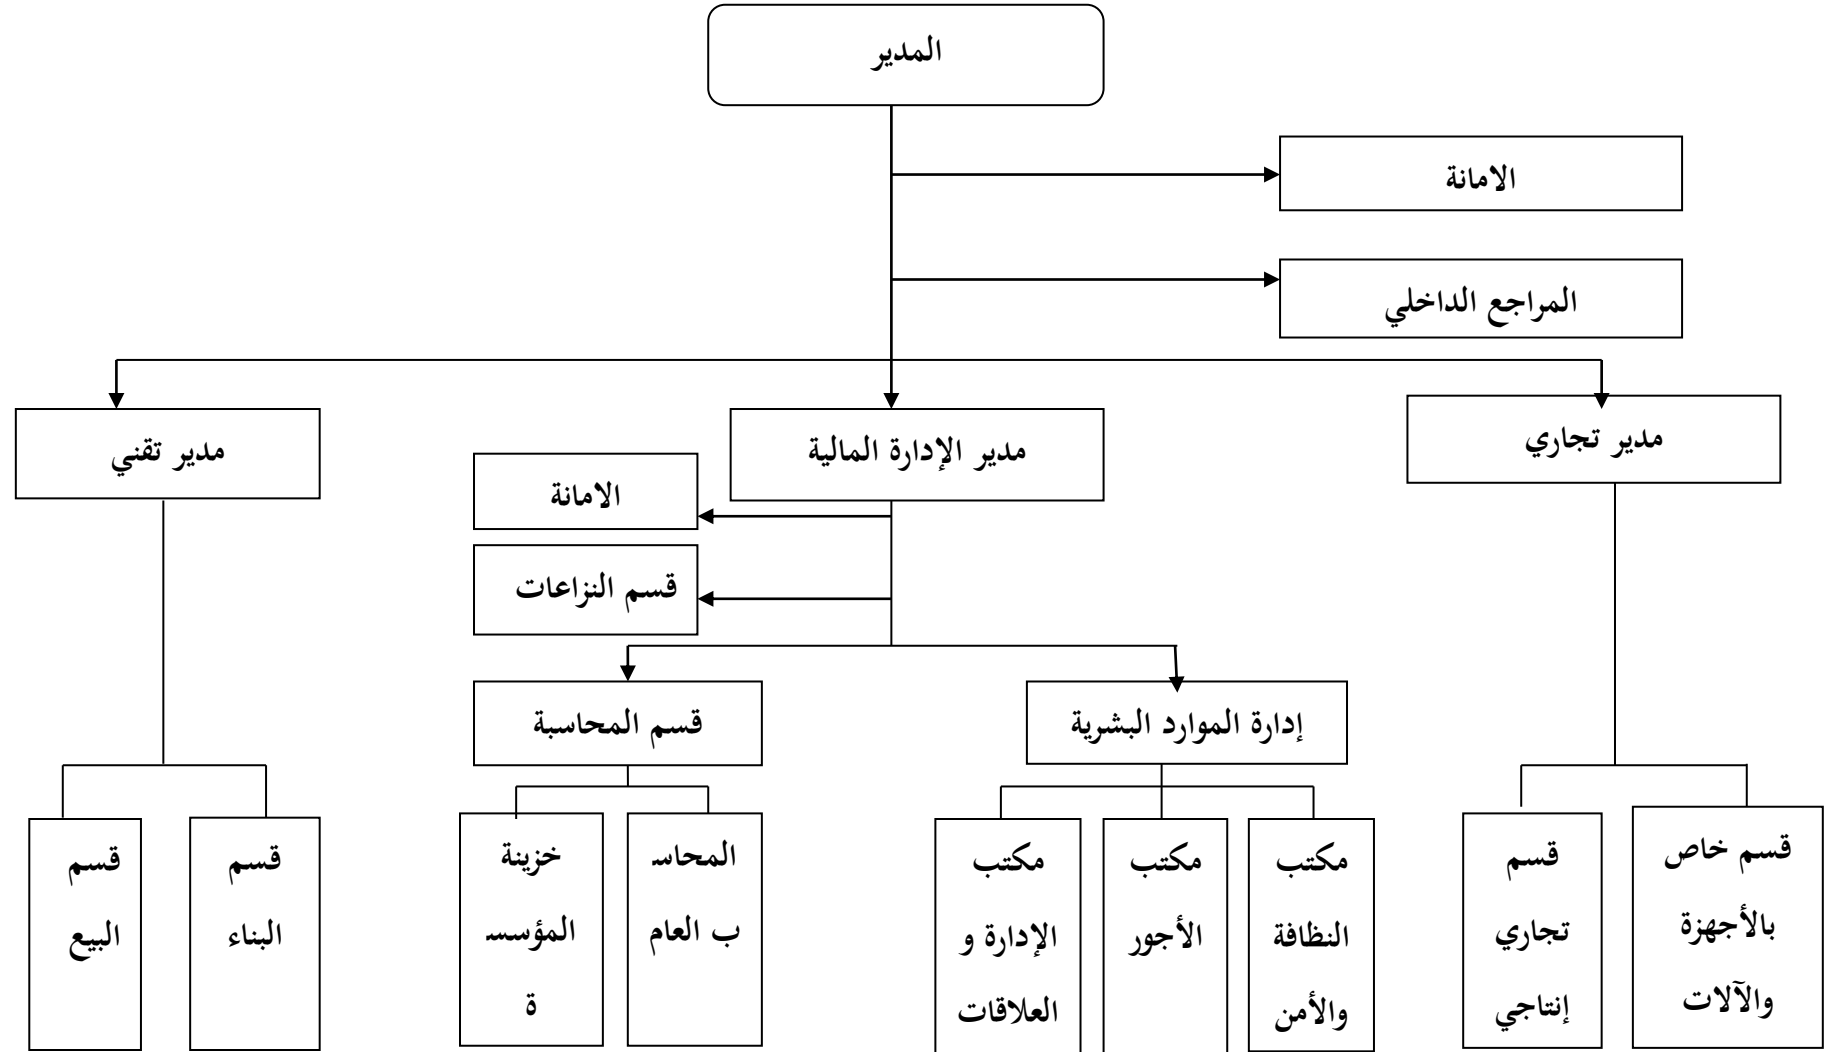 المدير
الامانة
المراجع الداخلي
مدير تجاري
مدير الإدارة المالية
مدير تقني
الامانة
قسم النزاعات
إدارة الموارد البشرية
قسم المحاسبة
قسم خاص
بالأجهزة
والآلات
قسم
تجاري
إنتاجي
مكتب
النظافة
والأمن
مكتب
الأجور
مكتب
الإدارة و
العلاقات
المحاسـ
ب العام
خزينة
المؤسسـ
ة
قسم
البناء
قسم
البيع